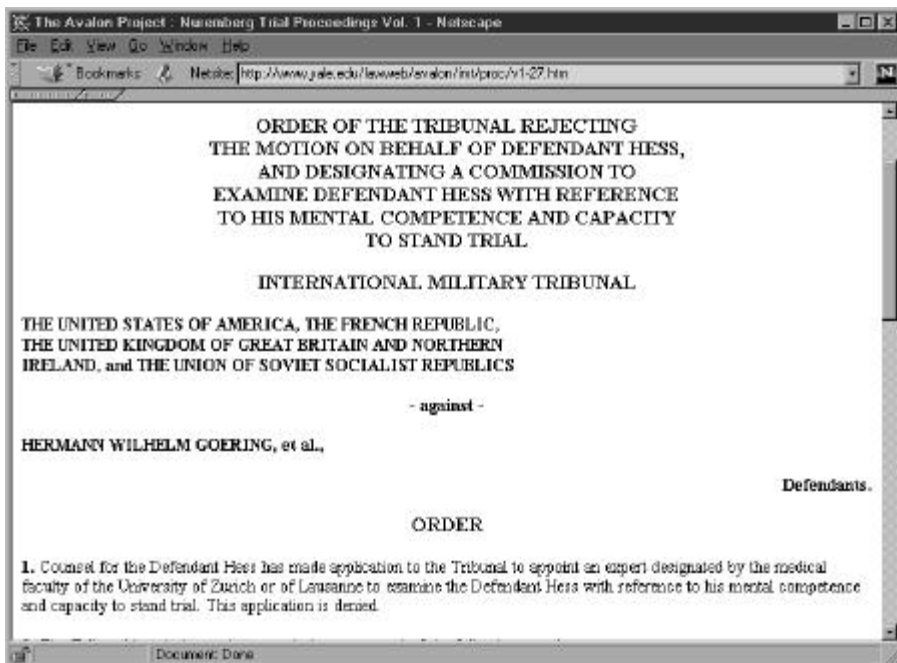 The Avalon Project : Nuremberg Trial Proceedings Vol. 1 - Netscape
File Edit View Go Window Help
Bookmarks Netsite: http://www.yale.edu/lawweb/avalon/imt/proc/v1-27.htm
N
ORDER OF THE TRIBUNAL REJECTING
THE MOTION ON BEHALF OF DEFENDANT HESS,
AND DESIGNATING A COMMISSION TO
EXAMINE DEFENDANT HESS WITH REFERENCE
TO HIS MENTAL COMPETENCE AND CAPACITY
TO STAND TRIAL
INTERNATIONAL MILITARY TRIBUNAL
THE UNITED STATES OF AMERICA, THE FRENCH REPUBLIC,
THE UNITED KINGDOM OF GREAT BRITAIN AND NORTHERN
IRELAND, and THE UNION OF SOVIET SOCIALIST REPUBLICS
- against -
HERMANN WILHELM GOERING, et al.,
Defendants.
ORDER
1. Counsel for the Defendant Hess has made application to the Tribunal to appoint an expert designated by the medical
faculty of the University of Zurich or of Lausanne to examine the Defendant Hess with reference to his mental competence
and capacity to stand trial. This application is denied.
Document: Done